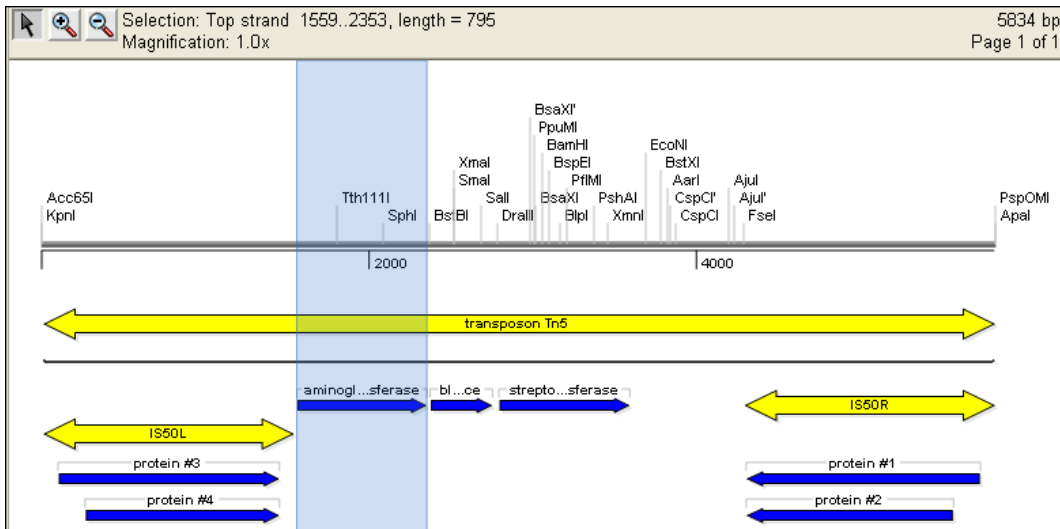 Selection: Top strand 1559..2353, length = 795
5834 bp
Magnification: 1.0x
Page 1 of 1
BsaXI'
PpuMI
BamHI
EcoNI
XmaI
BspEI
BstXI
SmaI
PflMI
AarI
AjuI
Acc65I
Tth111I
SalI
BsaXI
PshAI
CspCI'
AjuI'
PspOMI
KpnI
SphI
BstBI
DraIII
BlpI
XmnI
CspCI
FseI
ApaI
2000
4000
transposon Tn5
aminogl...sferase
bl...ce
strepto...sferase
IS50R
IS50L
protein #3
protein #1
protein #4
protein #2